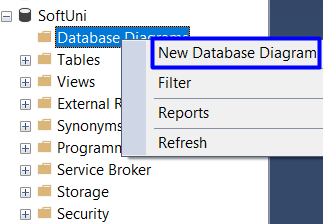 SoftUni
Database Diagrams
New Database Diagram
Tables
Filter
Views
External R
Reports
Synonyms
Programm
Refresh
Service Broker
Storage
Security